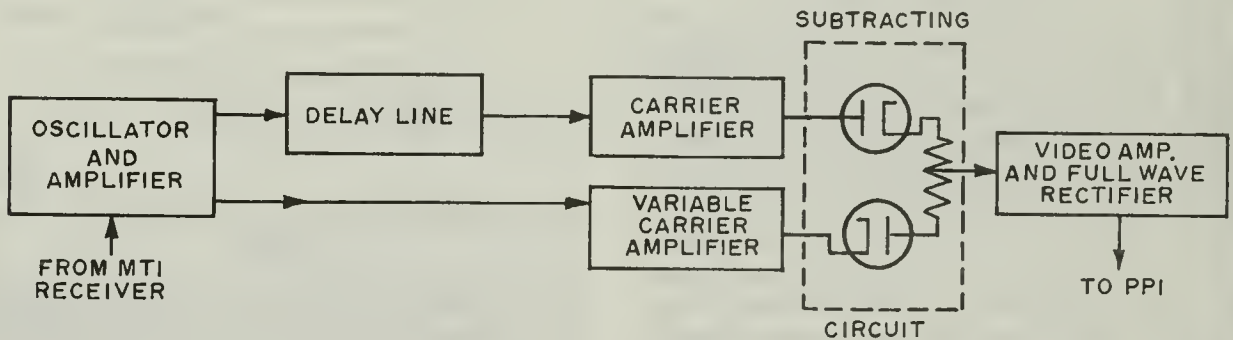 SUBTRACTING
OSCILLATOR
AND
AMPLIFIER
DELAY LINE
CARRIER
AMPLIFIER
VARIABLE
CARRIER
AMPLIFIER
VIDEO AMP.
AND FULL WAVE
RECTIFIER
FROM MTI
RECEIVER
TO PPI
CIRCUIT